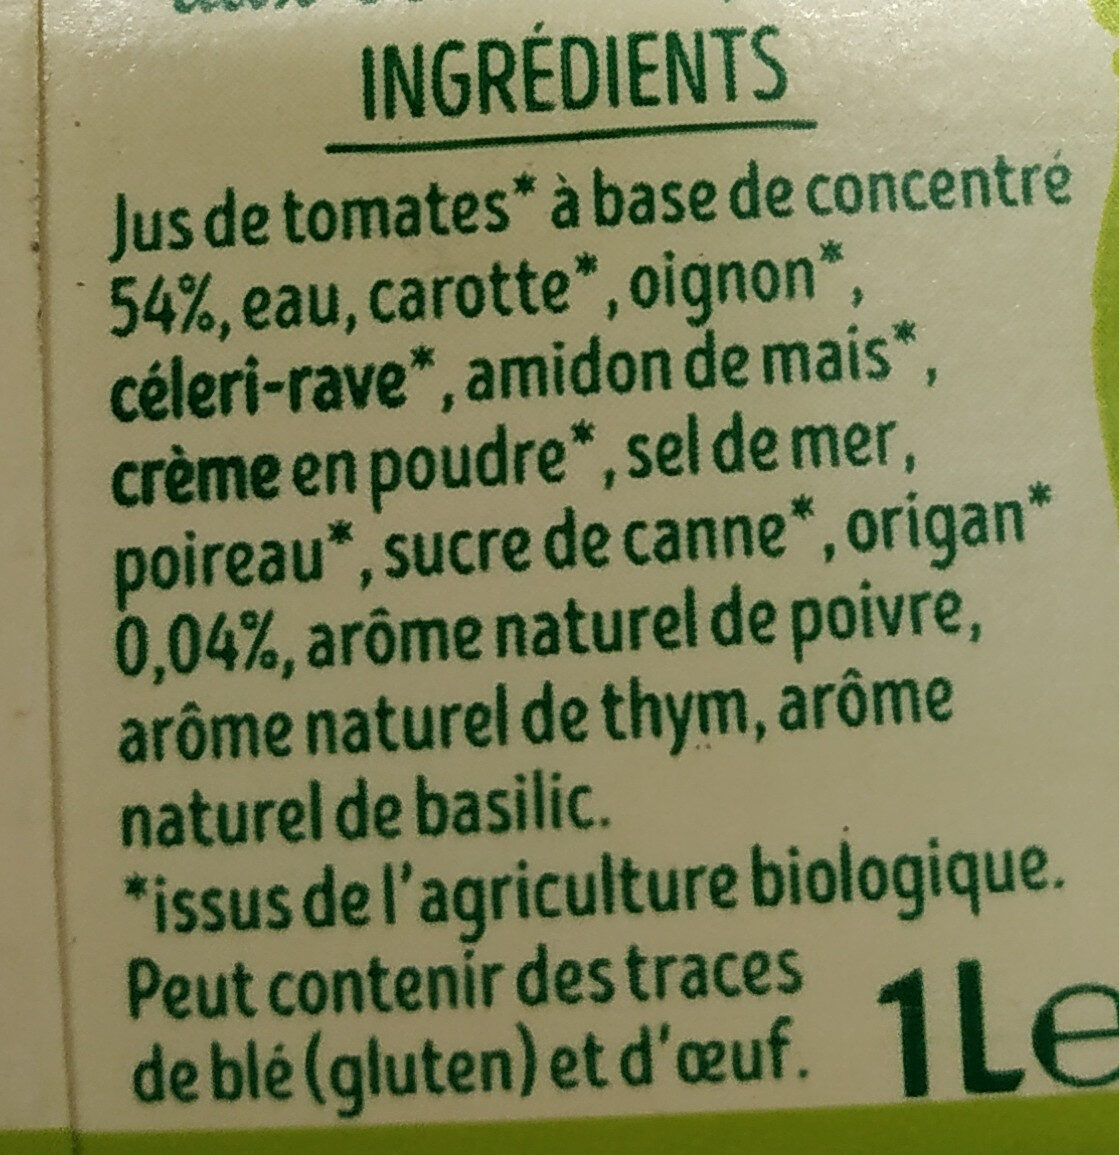 INGRÉDIENTS
Jus de tomates* à base de concentré
54%, eau, carotte*, oignon*,
céleri-rave*, amidon de mais*,
crème en poudre*, sel de mer,
poireau*, sucre de canne*, origan*
0,04%, arôme naturel de poivre,
arôme naturel de thym, arôme
naturel de basilic.
*issus de l'agriculture biologique.
Peut contenir des traces
de blé (gluten) et d'œuf.
1L℮